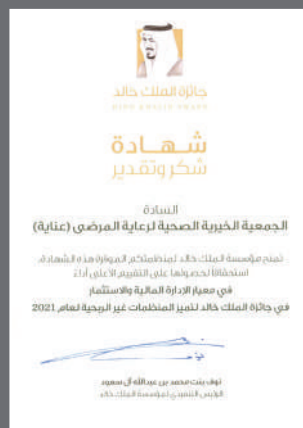 جائزة الملك خالد
KING KHALID AWARD
شهادة
شكر وتقدير
السادة
الجمعية الخيرية الصحية لرعاية المرضى (عناية)
تمنح مؤسسة الملك خالد لمنظمتكم الموقرة هذه الشهادة،
استحقاقاً لحصولها على التقييم الأعلى أداءً
في معيار الإدارة المالية والاستثمار
في جائزة الملك خالد لتميز المنظمات غير الربحية لعام 2021
نوف بنت محمد بن عبدالله آل سعود
الرئيس التنفيذي لمؤسسة الملك خالد